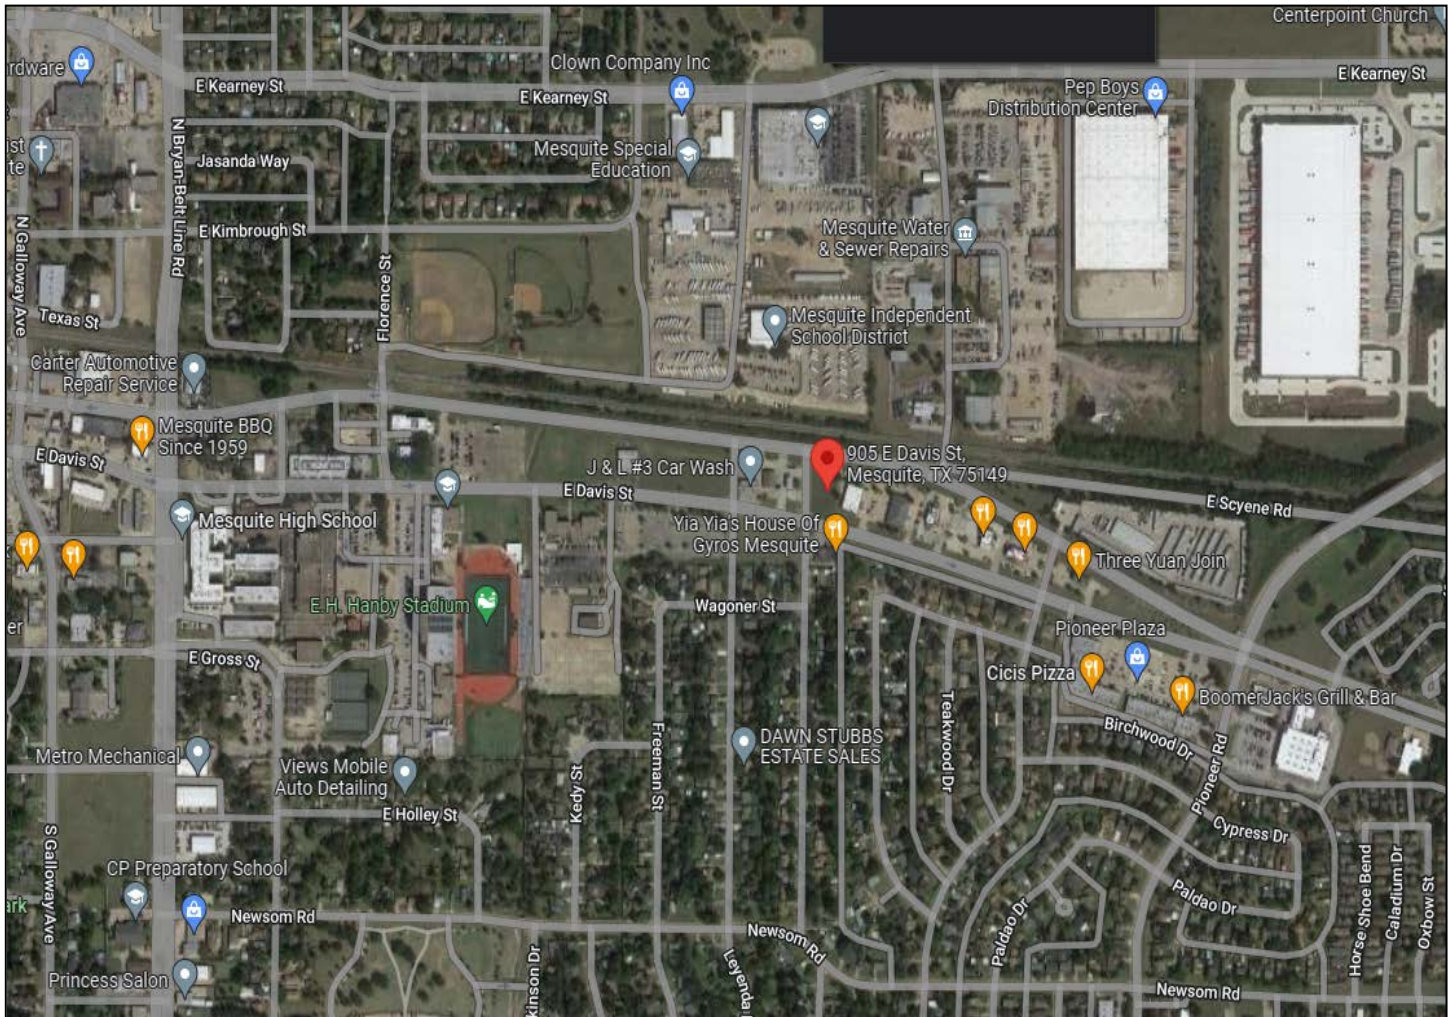 Centerpoint Church
ardware
Clown Company Inc
E Kearney St
E Kearney St
E Kearney St
Pep Boys
Distribution Center
N Bryan-Belt Line Rd
Jasanda Way
Mesquite Special
Education
ist
te
N Galloway Ave
E Kimbrough St
Florence St
Mesquite Water
& Sewer Repairs
Texas St
Mesquite Independent
School District
Carter Automotive
Repair Service
Mesquite BBQ
Since 1959
E Davis St
J & L #3 Car Wash
905 E Davis St,
Mesquite, TX 75149
E Davis St
E Scyene Rd
Mesquite High School
Yia Yia's House Of
Gyros Mesquite
Three Yuan Join
E.H. Hanby Stadium
Wagoner St
er
Pioneer Plaza
E Gross St
Cicis Pizza
BoomerJack's Grill & Bar
Teakwood Dr
Birchwood Dr
Metro Mechanical
Freeman St
DAWN STUBBS
ESTATE SALES
Pioneer Rd
Views Mobile
Auto Detailing
Kedy St
E Holley St
Cypress Dr
S Galloway Ave
CP Preparatory School
ark
Paldao Dr
Paldao Dr
Horse Shoe Bend
Caladium Dr
Oxbow St
Newsom Rd
Newsom Rd
Princess Salon
kinson Dr
Leyenda
Newsom Rd